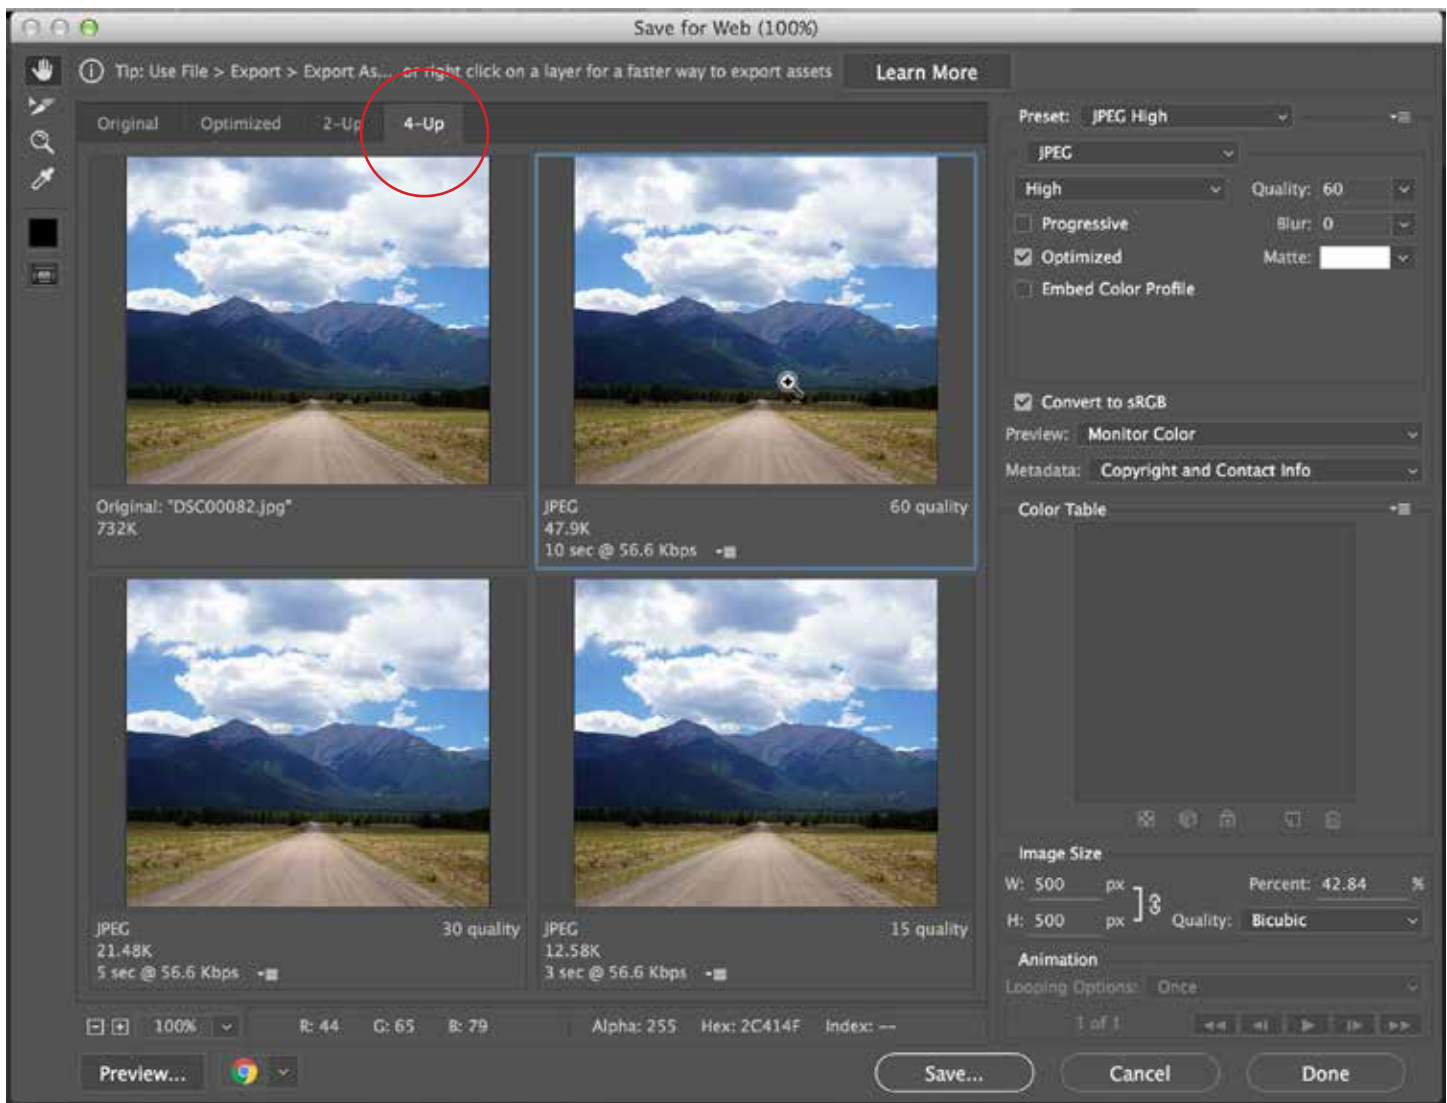 Save for Web (100%)
Tip: Use File > Export > Export As... or right click on a layer for a faster way to export assets
Learn More
Original Optimized 2-Up 4-Up
Original: "DSC00082.jpg"
732K
JPEG 60 quality
47.9K
10 sec @ 56.6 Kbps
JPEG 30 quality
21.48K
5 sec @ 56.6 Kbps
JPEG 15 quality
12.58K
3 sec @ 56.6 Kbps
100% R: 44 G: 65 B: 79 Alpha: 255 Hex: 2C414F Index: --
Preview...
Save... Cancel Done
Preset: JPEG High
JPEG
High Quality: 60
Progressive Blur: 0
Optimized Matte:
Embed Color Profile
Convert to sRGB
Preview: Monitor Color
Metadata: Copyright and Contact Info
Color Table
Image Size
W: 500 px Percent: 42.84 %
H: 500 px Quality: Bicubic
Animation
Looping Options: Once
1 of 1